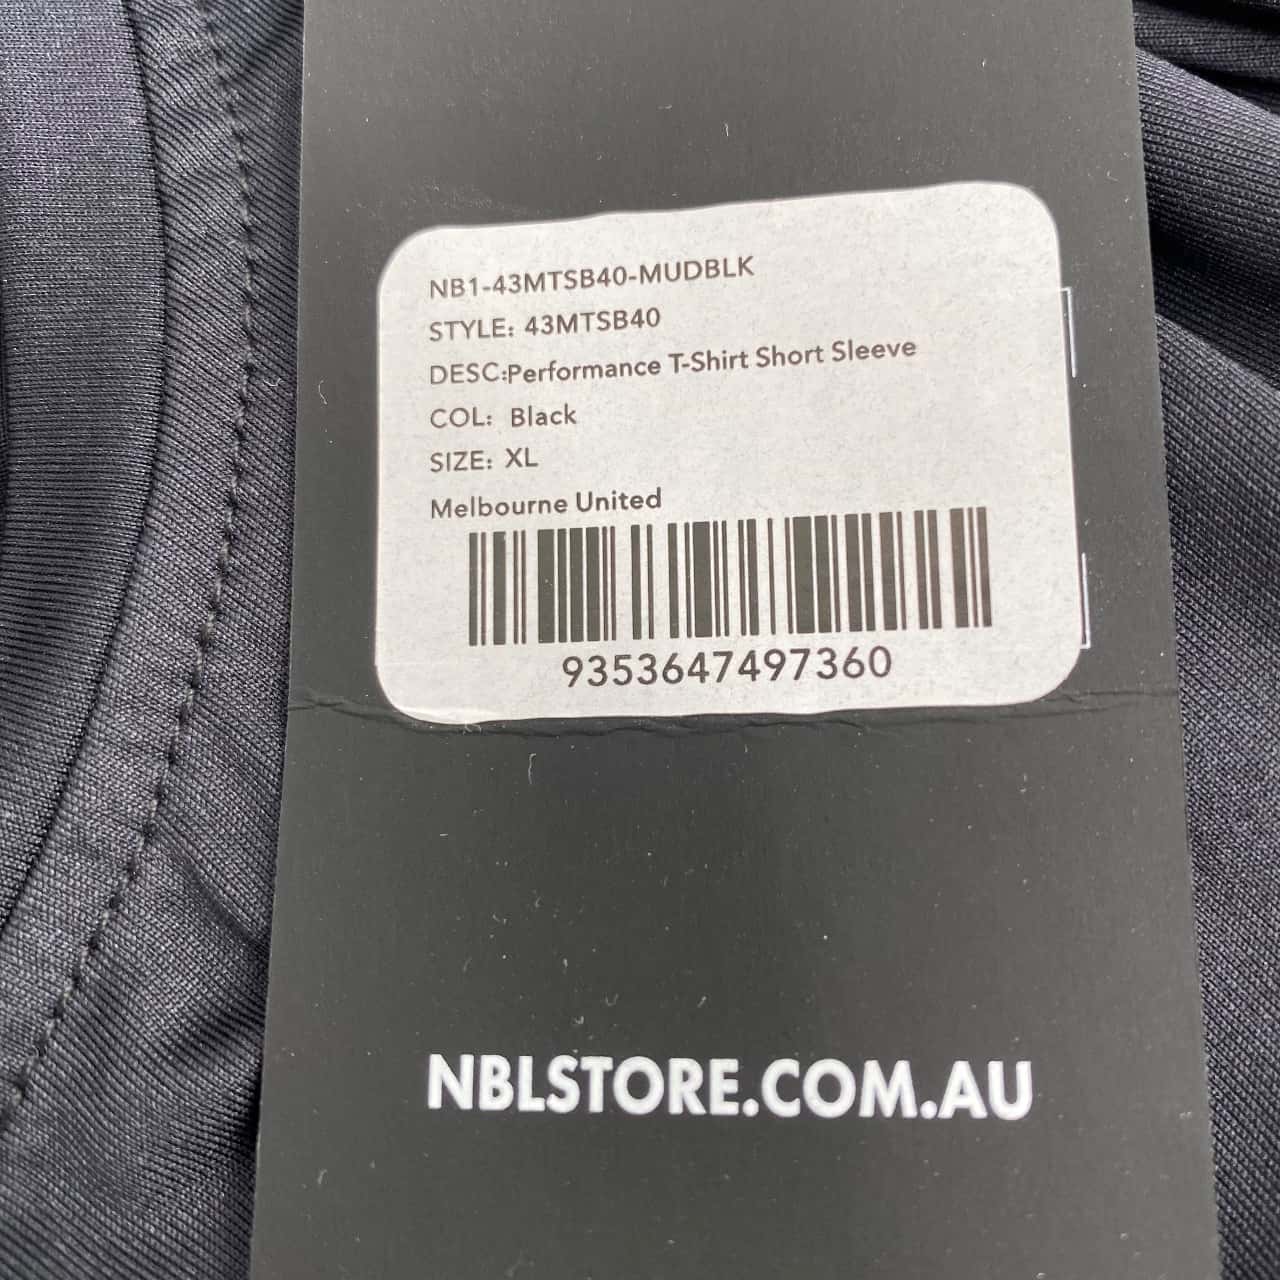 NB1-43MTSB40-MUDBLK
STYLE: 43MTSB40
DESC:Performance T-Shirt Short Sleeve
COL: Black
SIZE: XL
Melbourne United
9353647497360
NBLSTORE.COM.AU